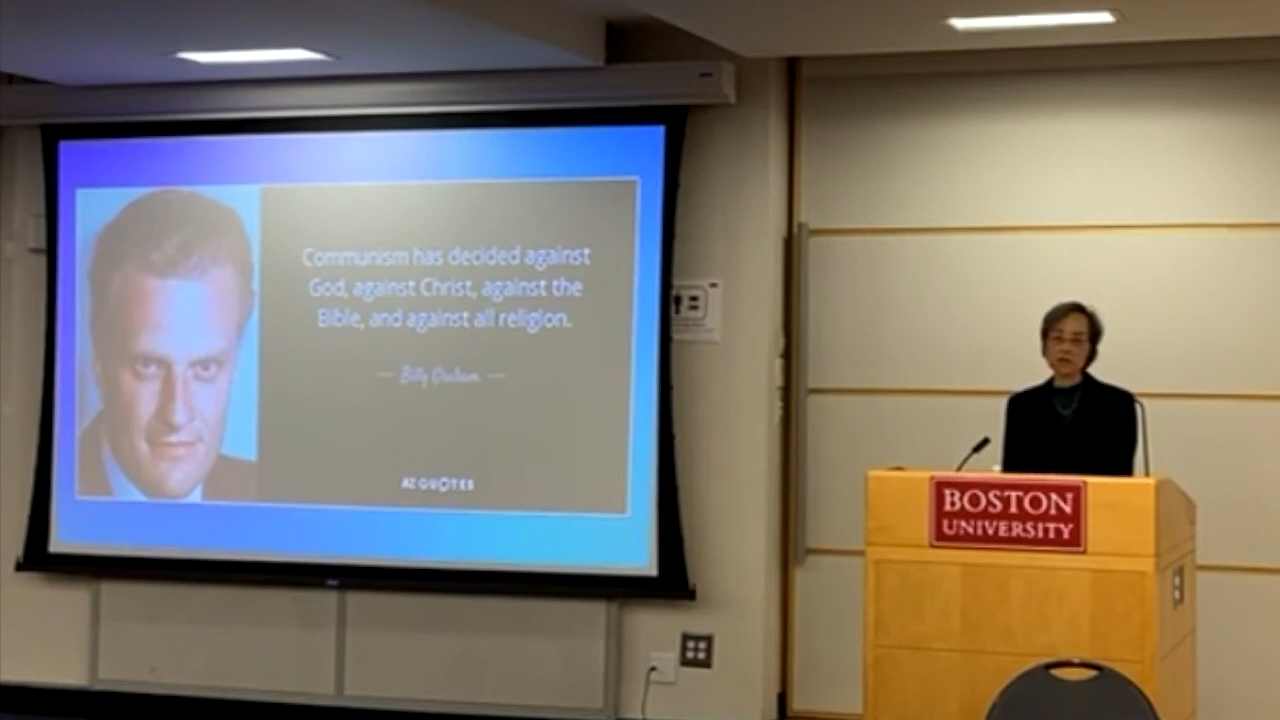 Communism has decided against
God, against Christ, against the
Bible, and against all religion.
— Billy Graham —
AZ QUOTES
BOSTON
UNIVERSITY